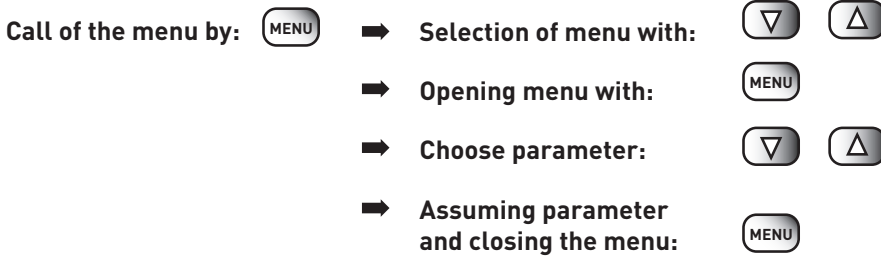 Call of the menu by: MENU ➡ Selection of menu with: ▽ △
➡ Opening menu with: MENU
➡ Choose parameter: ▽ △
➡ Assuming parameter
and closing the menu: MENU